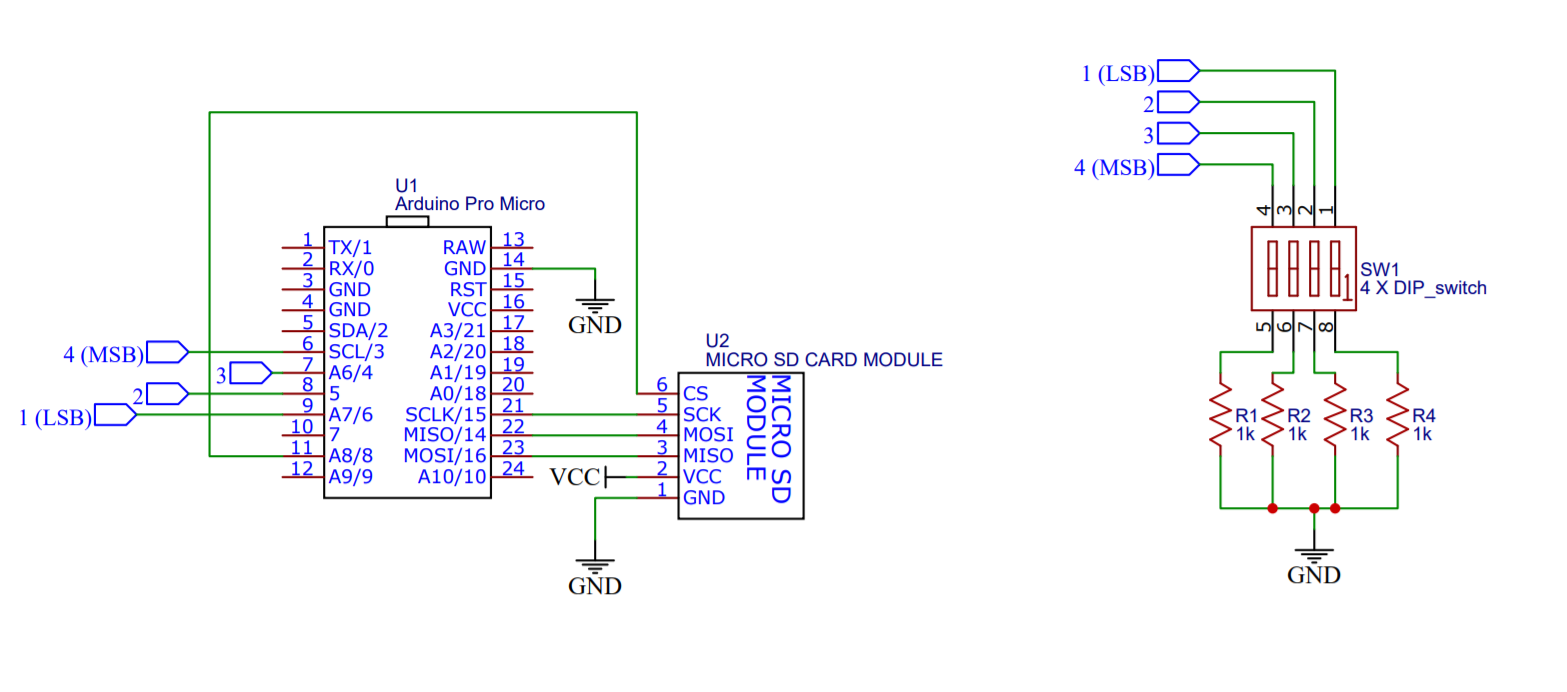 U1
Arduino Pro Micro
1 TX/1 RAW 13
2 RX/0 GND 14
3 GND RST 15
4 GND VCC 16
5 SDA/2 A3/21 17
6 SCL/3 A2/20 18
7 A6/4 A1/19 19
8 5 A0/18 20
9 A7/6 SCLK/15 21
10 7 MISO/14 22
11 A8/8 MOSI/16 23
12 A9/9 A10/10 24
4 (MSB)
3
2
1 (LSB)
GND
U2
MICRO SD CARD MODULE
6 CS
5 SCK
4 MOSI
3 MISO
2 VCC
1 GND
MICRO SD
MODULE
VCC
GND
1 (LSB)
2
3
4 (MSB)
4 3 2 1
SW1
4 X DIP_switch
1
5 6 7 8
R1
1k
R2
1k
R3
1k
R4
1k
GND